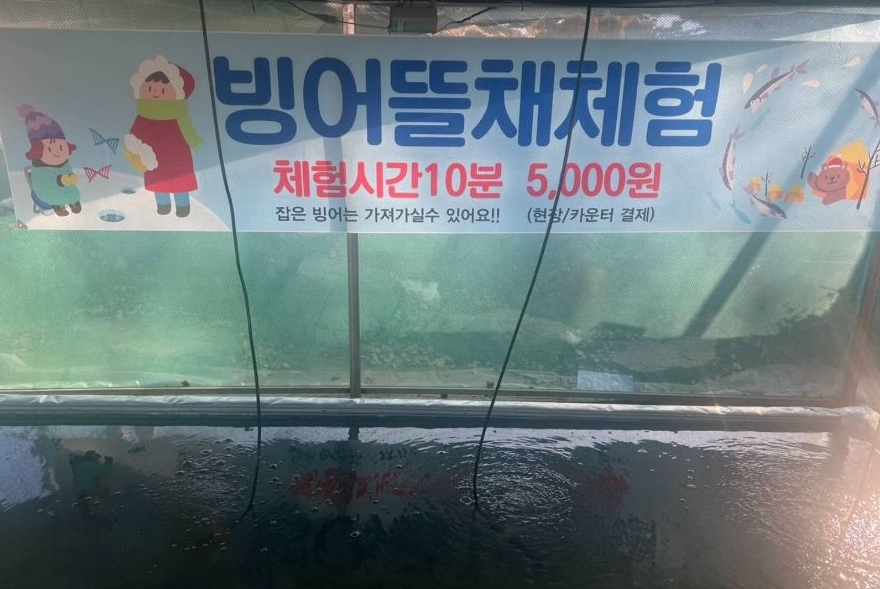 빙어뜰채체험
체험시간10분 5,000원
잡은 빙어는 가져가실수 있어요!! (현장/카운터 결제)